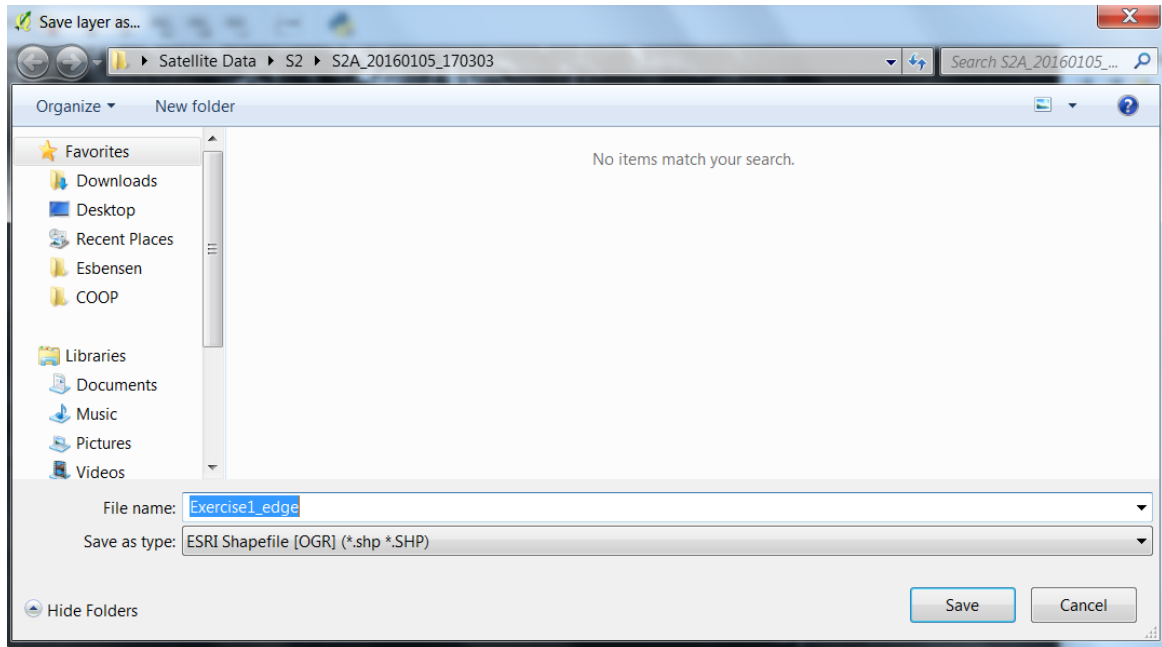 Save layer as...
Satellite Data S2 S2A_20160105_170303
Search S2A_20160105_...
Organize New folder
Favorites
No items match your search.
Downloads
Desktop
Recent Places
Esbensen
COOP
Libraries
Documents
Music
Pictures
Videos
File name: Exercise1_edge
Save as type: ESRI Shapefile [OGR] (*.shp *.SHP)
Hide Folders
Save
Cancel